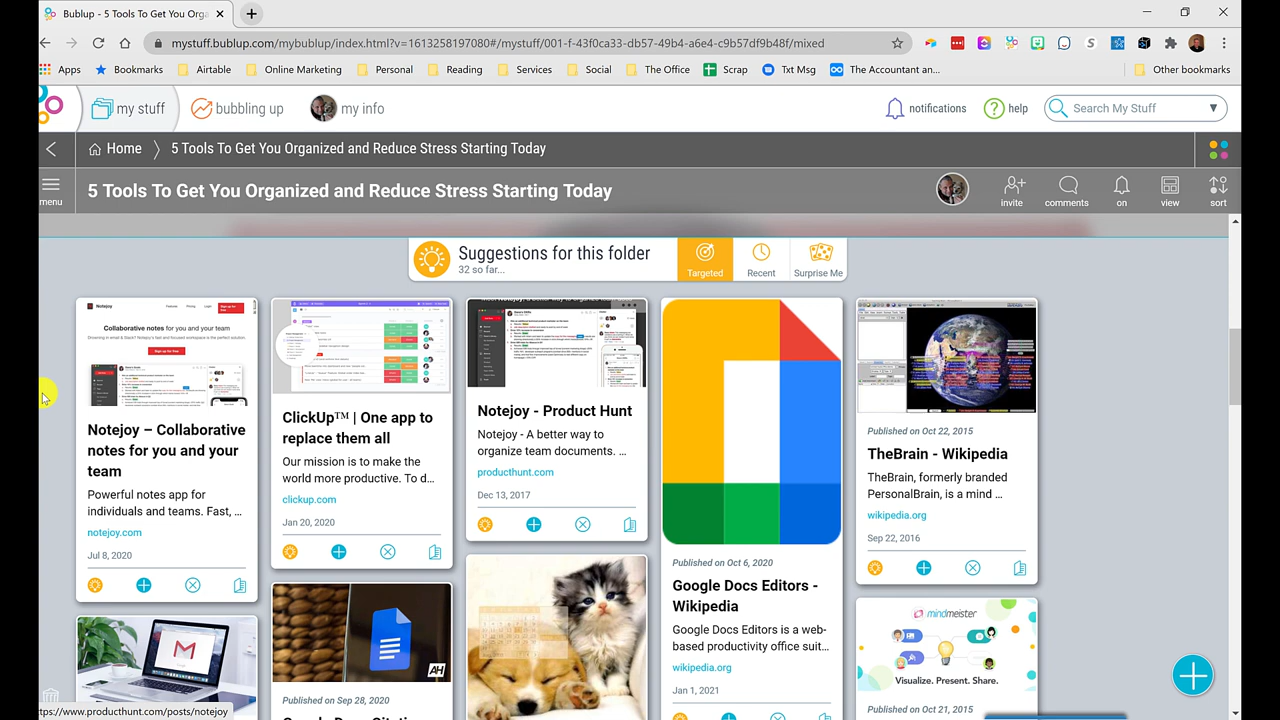 Bublup - 5 Tools To Get You Orga
mystuff.bublup.com/mybublup/index.html?v=1613258197080#/mystuff/001-f-43f0ca33-db57-49b4-a6e4-c9b57df9b48f/mixed
Apps
Bookmarks
Airtable
Online Marketing
Personal
Reading
Services
Social
The Office
Scrap
Txt Msg
The Accountant an...
Other bookmarks
my stuff
bubbling up
my info
notifications
help
Search My Stuff
Home
5 Tools To Get You Organized and Reduce Stress Starting Today
menu
5 Tools To Get You Organized and Reduce Stress Starting Today
invite
comments
on
view
sort
Suggestions for this folder
32 so far...
Targeted
Recent
Surprise Me
Notejoy
Collaborative notes for you and your team
Notejoy – Collaborative
notes for you and your
team
Powerful notes app for
individuals and teams. Fast, ...
notejoy.com
Jul 8, 2020
ClickUp™ | One app to
replace them all
Our mission is to make the
world more productive. To d...
clickup.com
Jan 20, 2020
Notejoy - Product Hunt
Notejoy - A better way to
organize team documents. ...
producthunt.com
Dec 13, 2017
Published on Oct 6, 2020
Google Docs Editors -
Wikipedia
Google Docs Editors is a web-
based productivity office suit...
wikipedia.org
Jan 1, 2021
Published on Oct 22, 2015
TheBrain - Wikipedia
TheBrain, formerly branded
PersonalBrain, is a mind ...
wikipedia.org
Sep 22, 2016
AH
Published on Sep 28, 2020
mindmeister
Visualize. Present. Share.
Published on Oct 21, 2015
ttps://www.producthunt.com/posts/notejoy